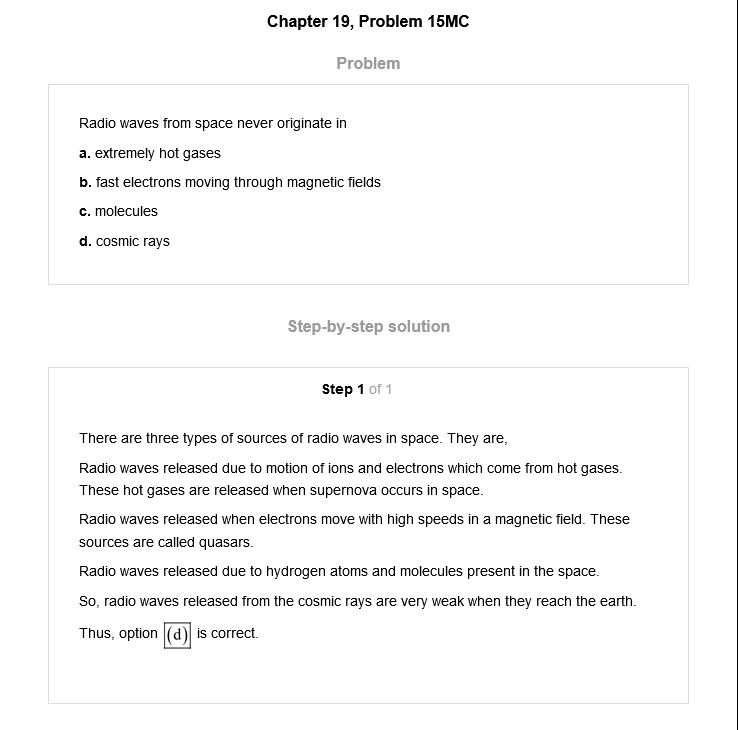 Chapter 19, Problem 15MC
Problem
Radio waves from space never originate in
a. extremely hot gases
b. fast electrons moving through magnetic fields
c. molecules
d. cosmic rays
Step-by-step solution
Step 1 of 1
There are three types of sources of radio waves in space. They are,
Radio waves released due to motion of ions and electrons which come from hot gases.
These hot gases are released when supernova occurs in space.
Radio waves released when electrons move with high speeds in a magnetic field. These
sources are called quasars.
Radio waves released due to hydrogen atoms and molecules present in the space.
So, radio waves released from the cosmic rays are very weak when they reach the earth.
Thus, option (d) is correct.